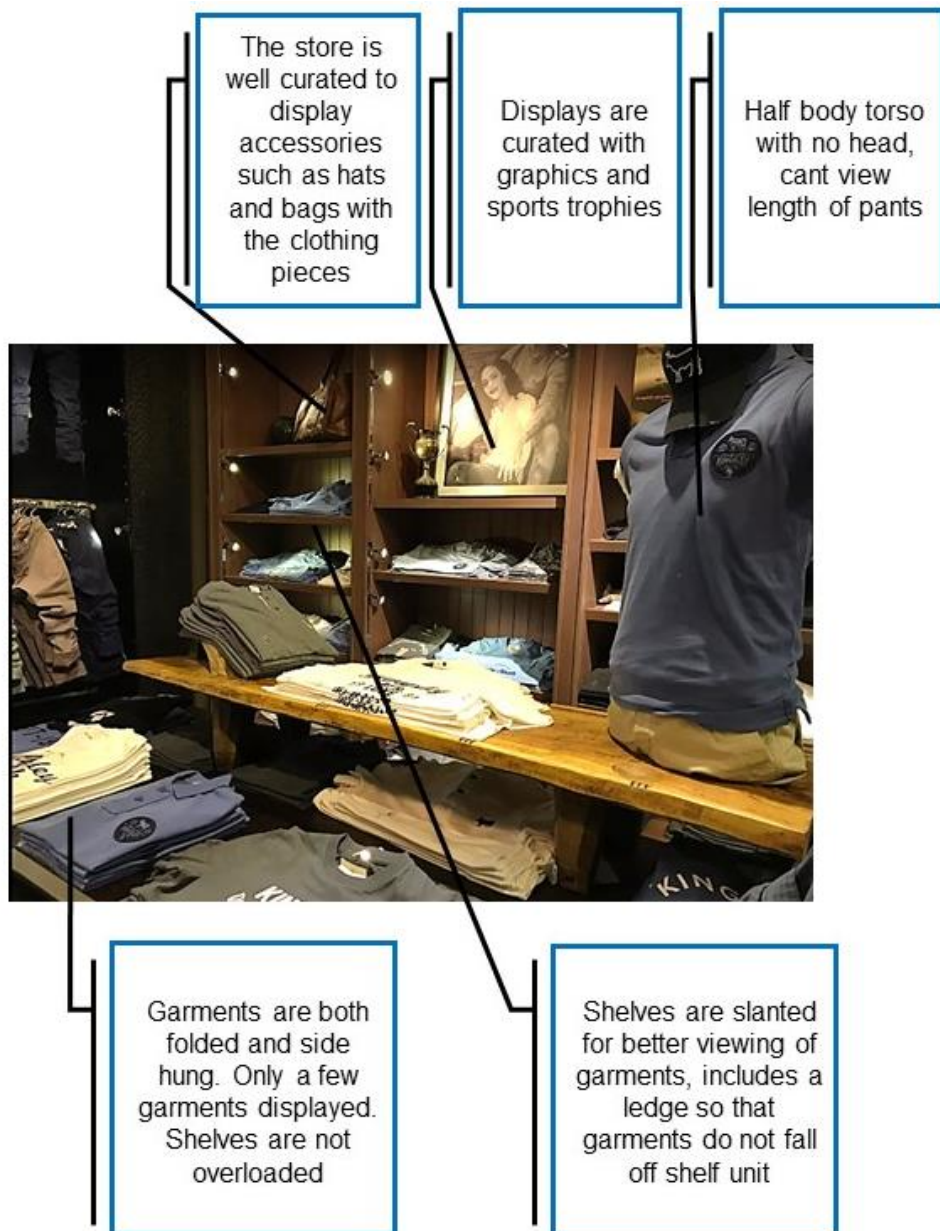 The store is
well curated to
display
accessories
such as hats
and bags with
the clothing
pieces
Displays are
curated with
graphics and
sports trophies
Half body torso
with no head,
cant view
length of pants
KING
Garments are both
folded and side
hung. Only a few
garments displayed.
Shelves are not
overloaded
Shelves are slanted
for better viewing of
garments, includes a
ledge so that
garments do not fall
off shelf unit